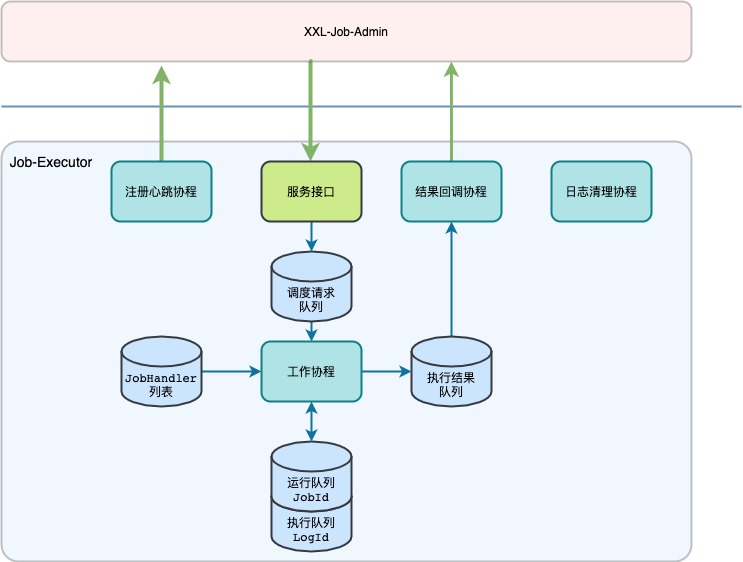 XXL-Job-Admin
Job-Executor
注册心跳协程
服务接口
结果回调协程
日志清理协程
调度请求
队列
JobHandler
列表
工作协程
执行结果
队列
运行队列
JobId
执行队列
LogId